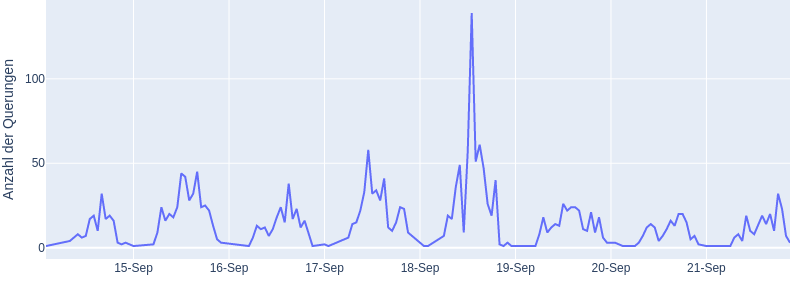 Anzahl der Querungen
100
50
0
15-Sep
16-Sep
17-Sep
18-Sep
19-Sep
20-Sep
21-Sep